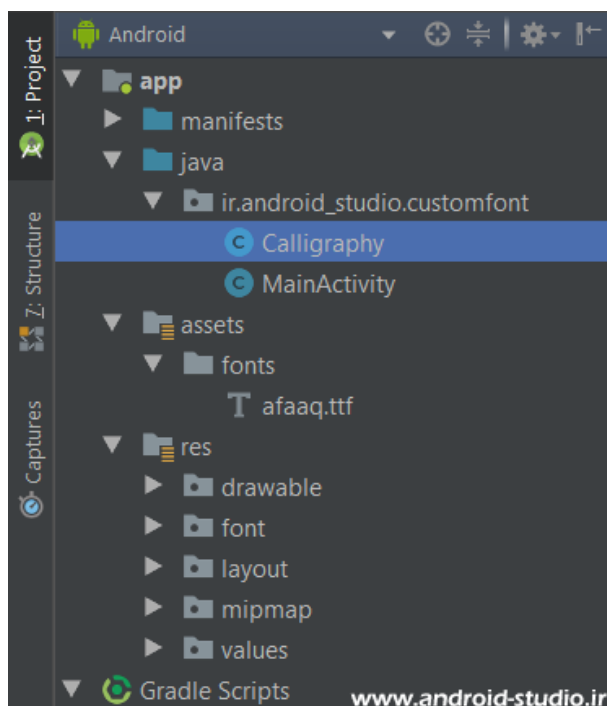 Android
1: Project
app
manifests
java
ir.android_studio.customfont
Calligraphy
MainActivity
7: Structure
assets
fonts
afaaq.ttf
Captures
res
drawable
font
layout
mipmap
values
Gradle Scripts
www.android-studio.ir